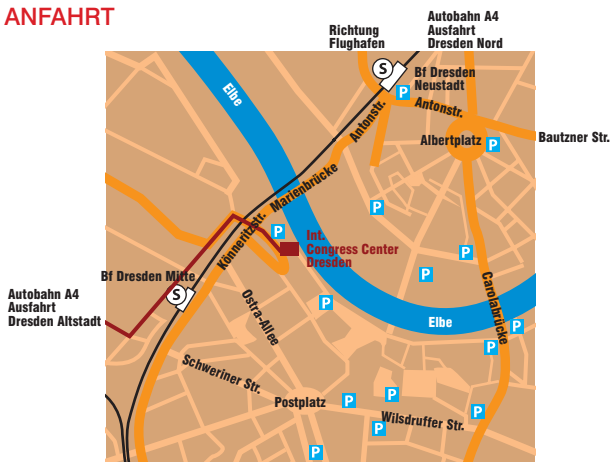 ANFAHRT
Richtung
Flughafen
Autobahn A4
Ausfahrt
Dresden Nord
S
Bf Dresden
Neustadt
P
Elbe
Antonstr.
Antonstr.
Albertplatz
P
Bautzner Str.
Marienbrücke
P
Könneritzstr.
P
Int.
Congress Center
Dresden
P
Bf Dresden Mitte
S
P
Carolabrücke
Autobahn A4
Ausfahrt
Dresden Altstadt
Ostra-Allee
P
Elbe
P
P
Schweriner Str.
Postplatz
P
P
Wilsdruffer Str.
P
P
P